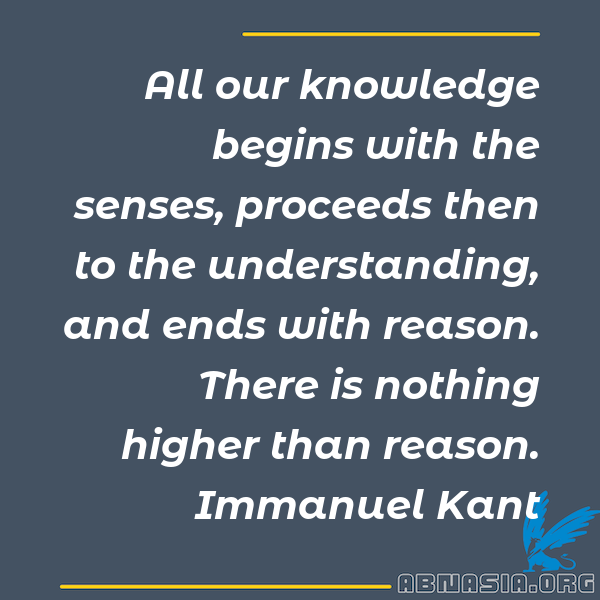 All our knowledge
begins with the
senses, proceeds then
to the understanding,
and ends with reason.
There is nothing
higher than reason.
Immanuel Kant
ABNASIA.ORG